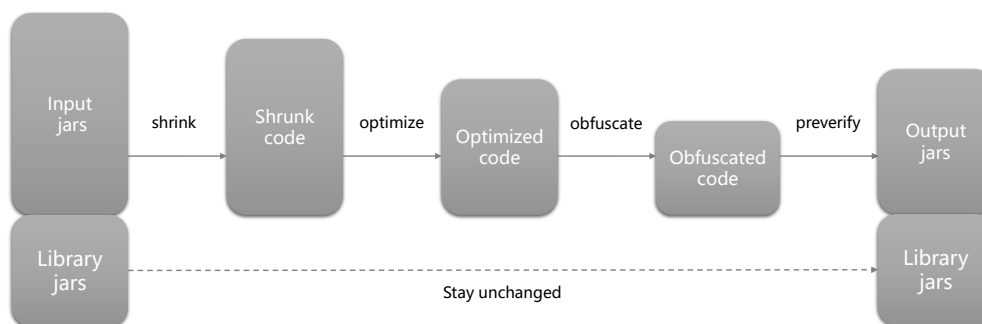 Input
jars
shrink
Shrunk
code
optimize
Optimized
code
obfuscate
Obfuscated
code
preverify
Output
jars
Library
jars
Stay unchanged
Library
jars